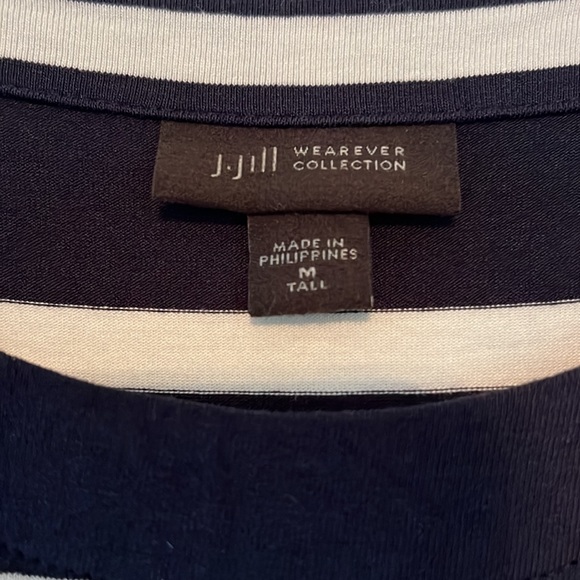 J.Jill WEAREVER
COLLECTION
MADE IN
PHILIPPINES
M
TALL